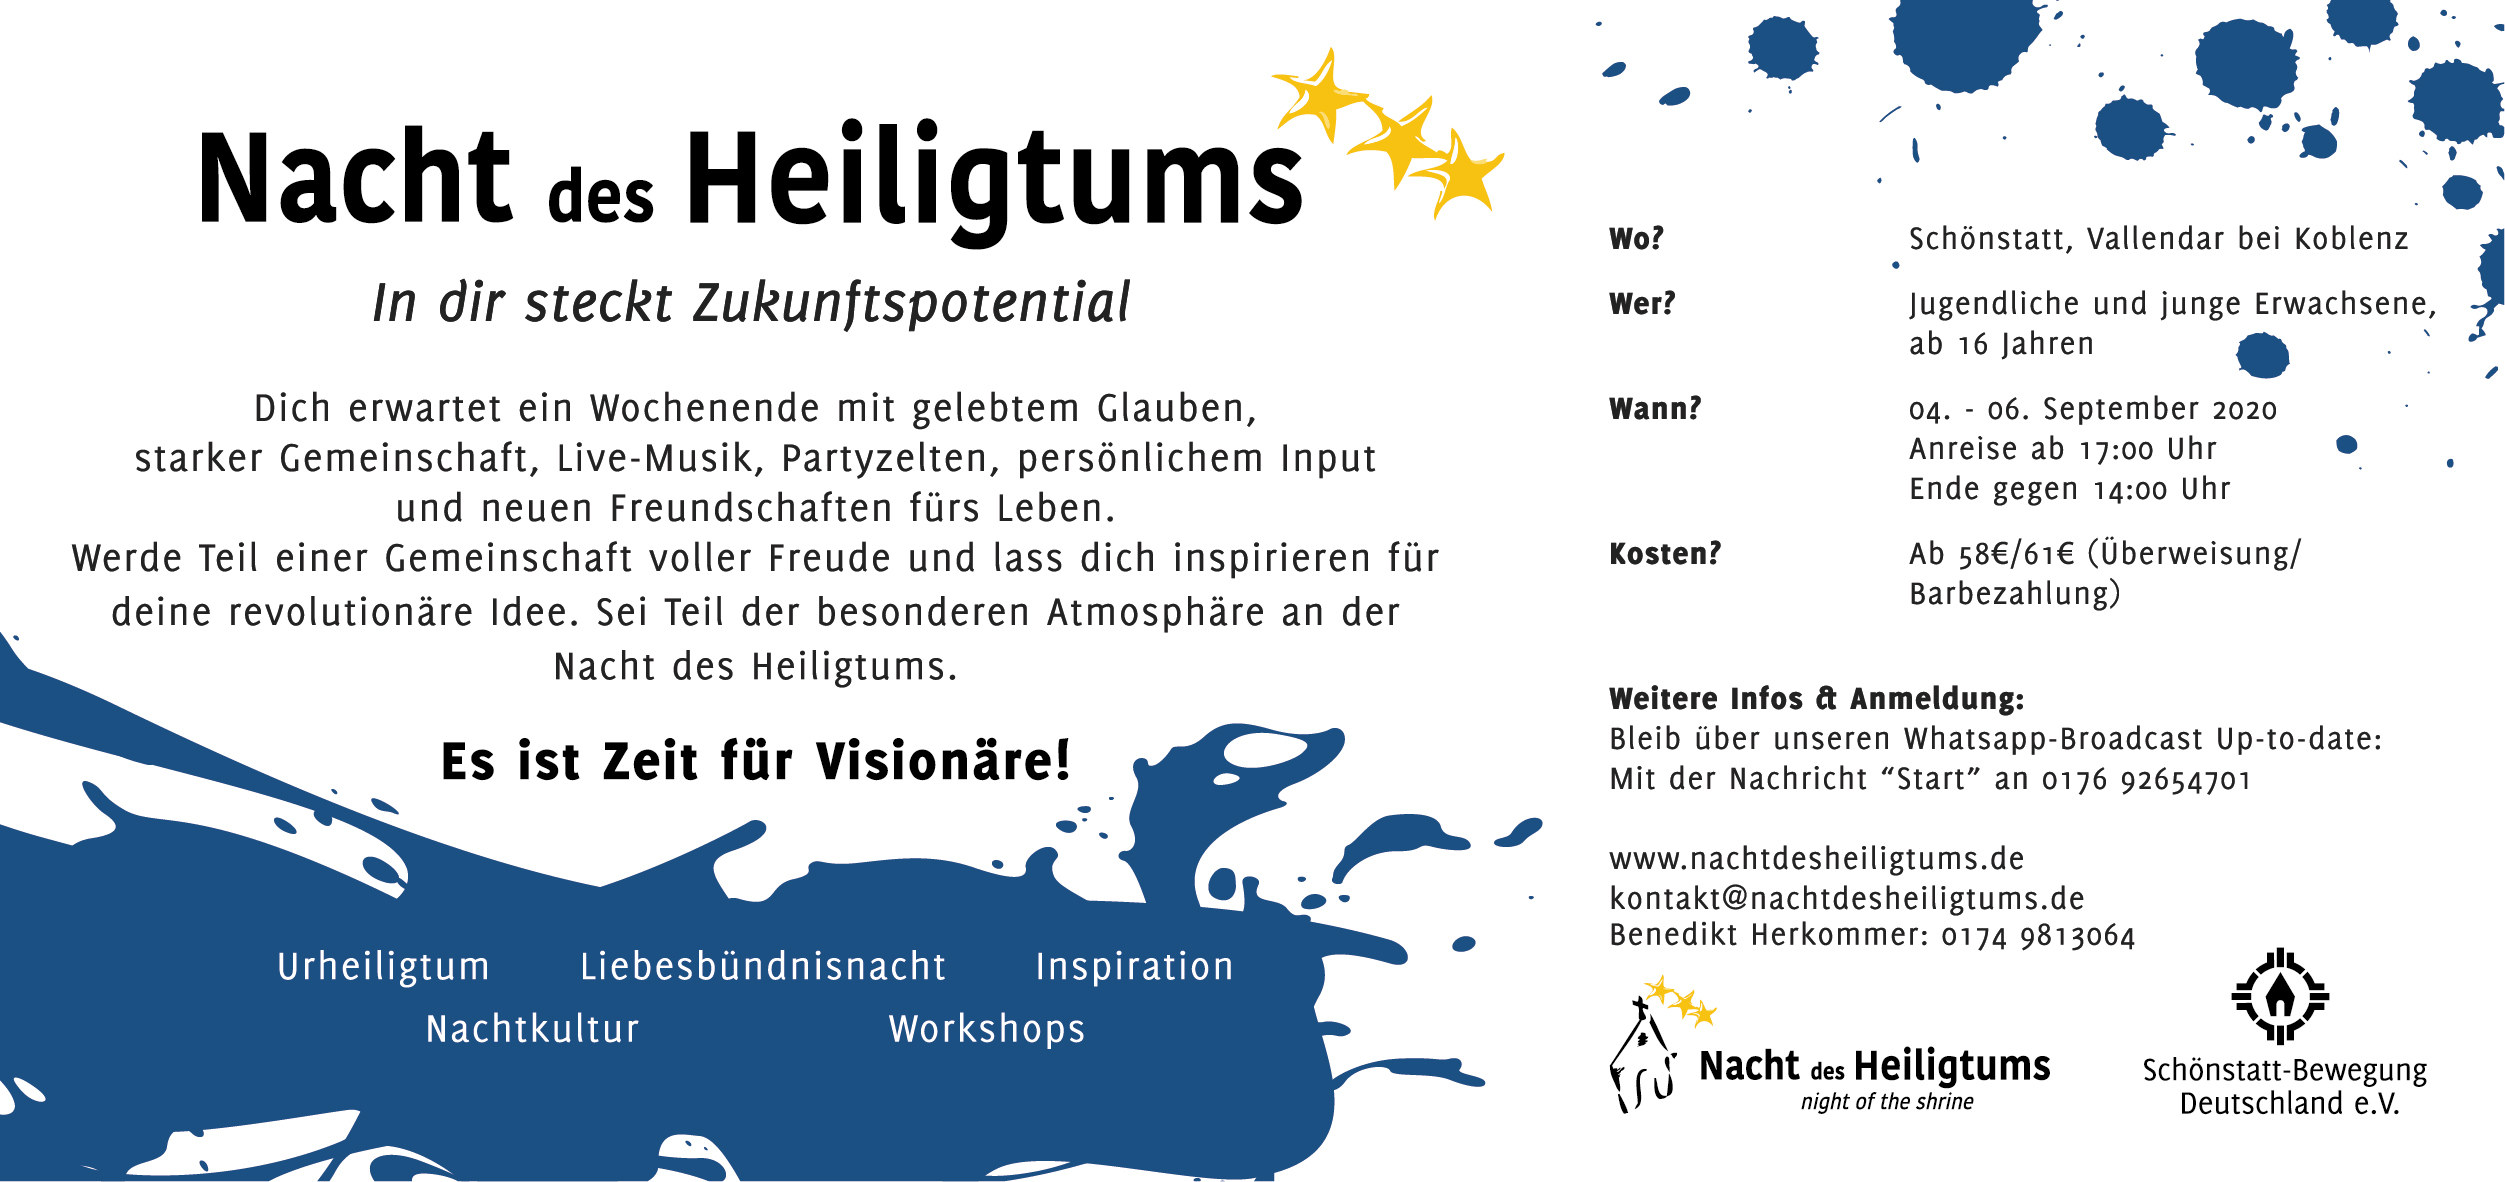 Nacht des Heiligtums
In dir steckt Zukunftspotential
Dich erwartet ein Wochenende mit gelebtem Glauben,
starker Gemeinschaft, Live-Musik, Partyzelten, persönlichem Input
und neuen Freundschaften fürs Leben.
Werde Teil einer Gemeinschaft voller Freude und lass dich inspirieren für
deine revolutionäre Idee. Sei Teil der besonderen Atmosphäre an der
Nacht des Heiligtums.
Es ist Zeit für Visionäre!
Urheiligtum Liebesbündnisnacht Inspiration
Nachtkultur Workshops
Wo? Schönstatt, Vallendar bei Koblenz
Wer? Jugendliche und junge Erwachsene,
ab 16 Jahren
Wann? 04. - 06. September 2020
Anreise ab 17:00 Uhr
Ende gegen 14:00 Uhr
Kosten? Ab 58€/61€ (Überweisung/
Barbezahlung)
Weitere Infos & Anmeldung:
Bleib über unseren Whatsapp-Broadcast Up-to-date:
Mit der Nachricht “Start” an 0176 92654701
www.nachtdesheiligtums.de
kontakt@nachtdesheiligtums.de
Benedikt Herkommer: 0174 9813064
Nacht des Heiligtums
night of the shrine
Schönstatt-Bewegung
Deutschland e.V.